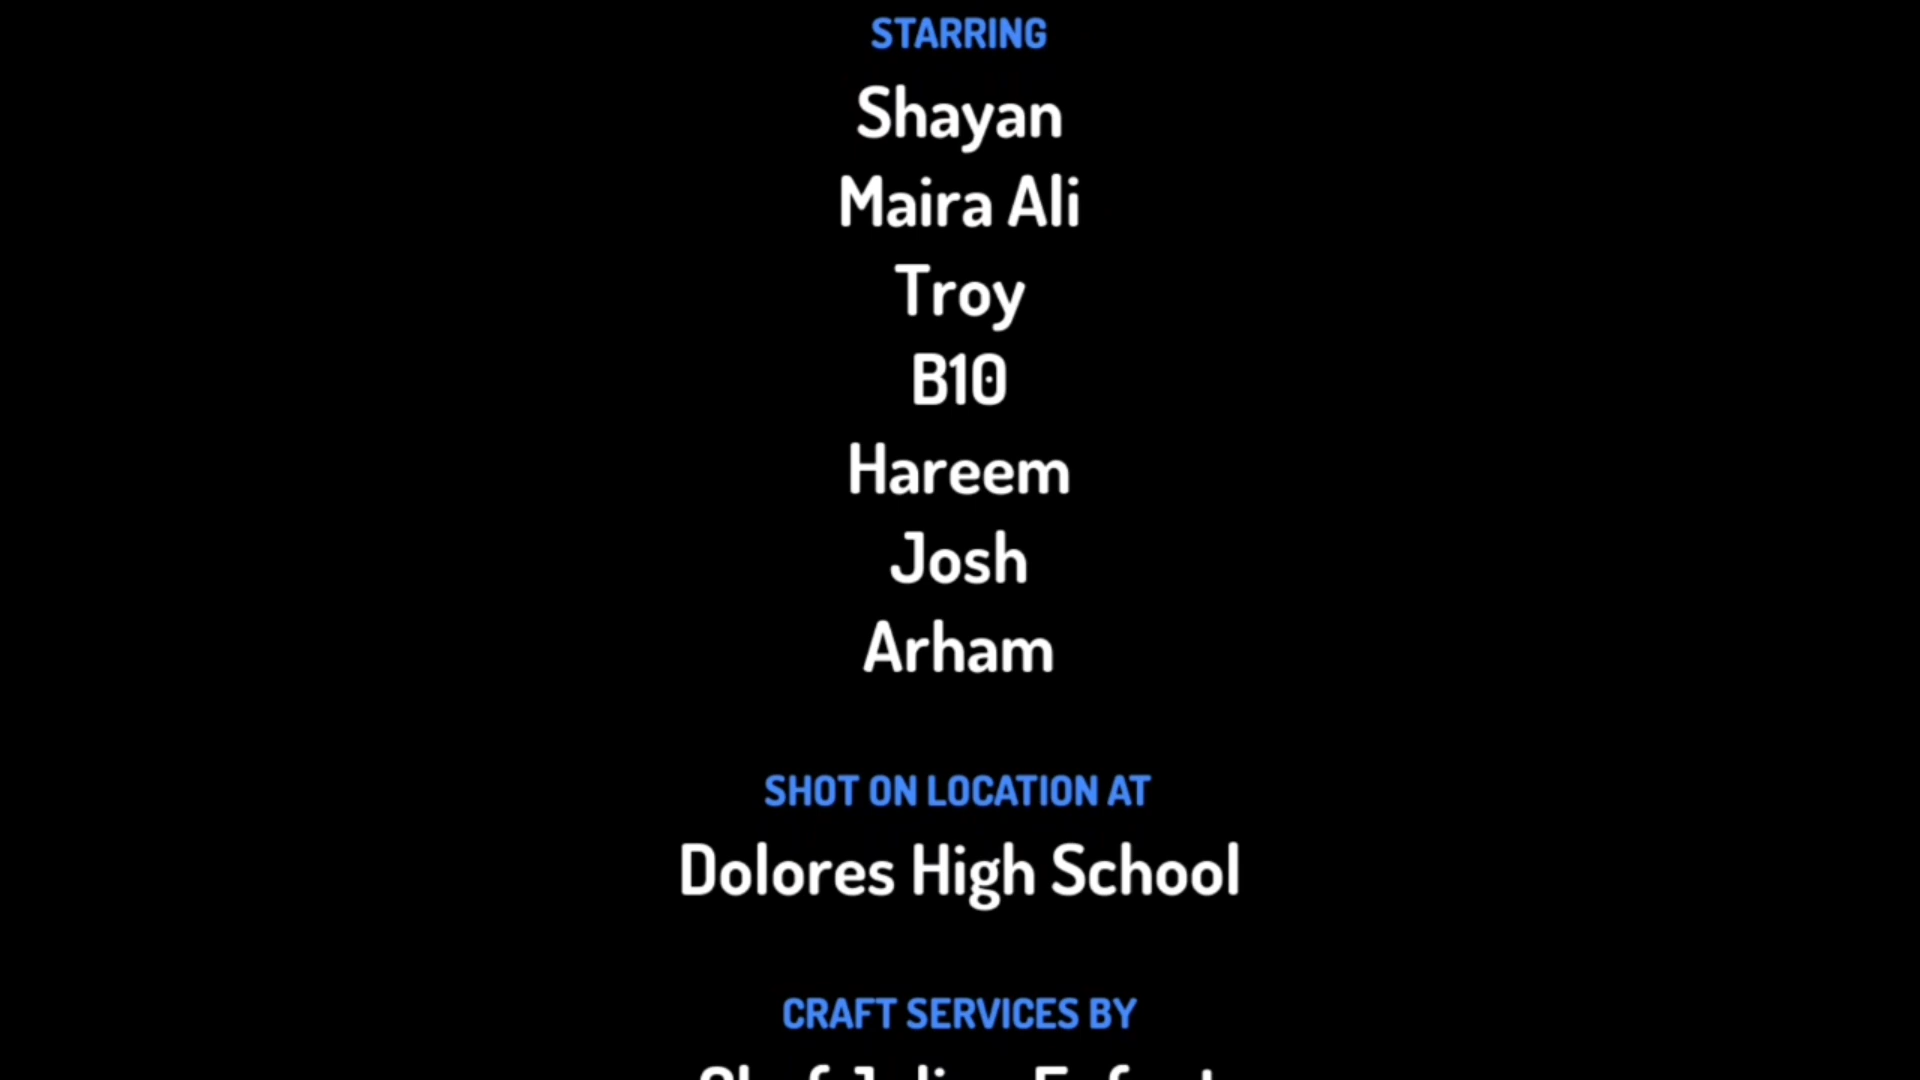 STARRING
Shayan
Maira Ali
Troy
B10
Hareem
Josh
Arham
SHOT ON LOCATION AT
Dolores High School
CRAFT SERVICES BY
Chef